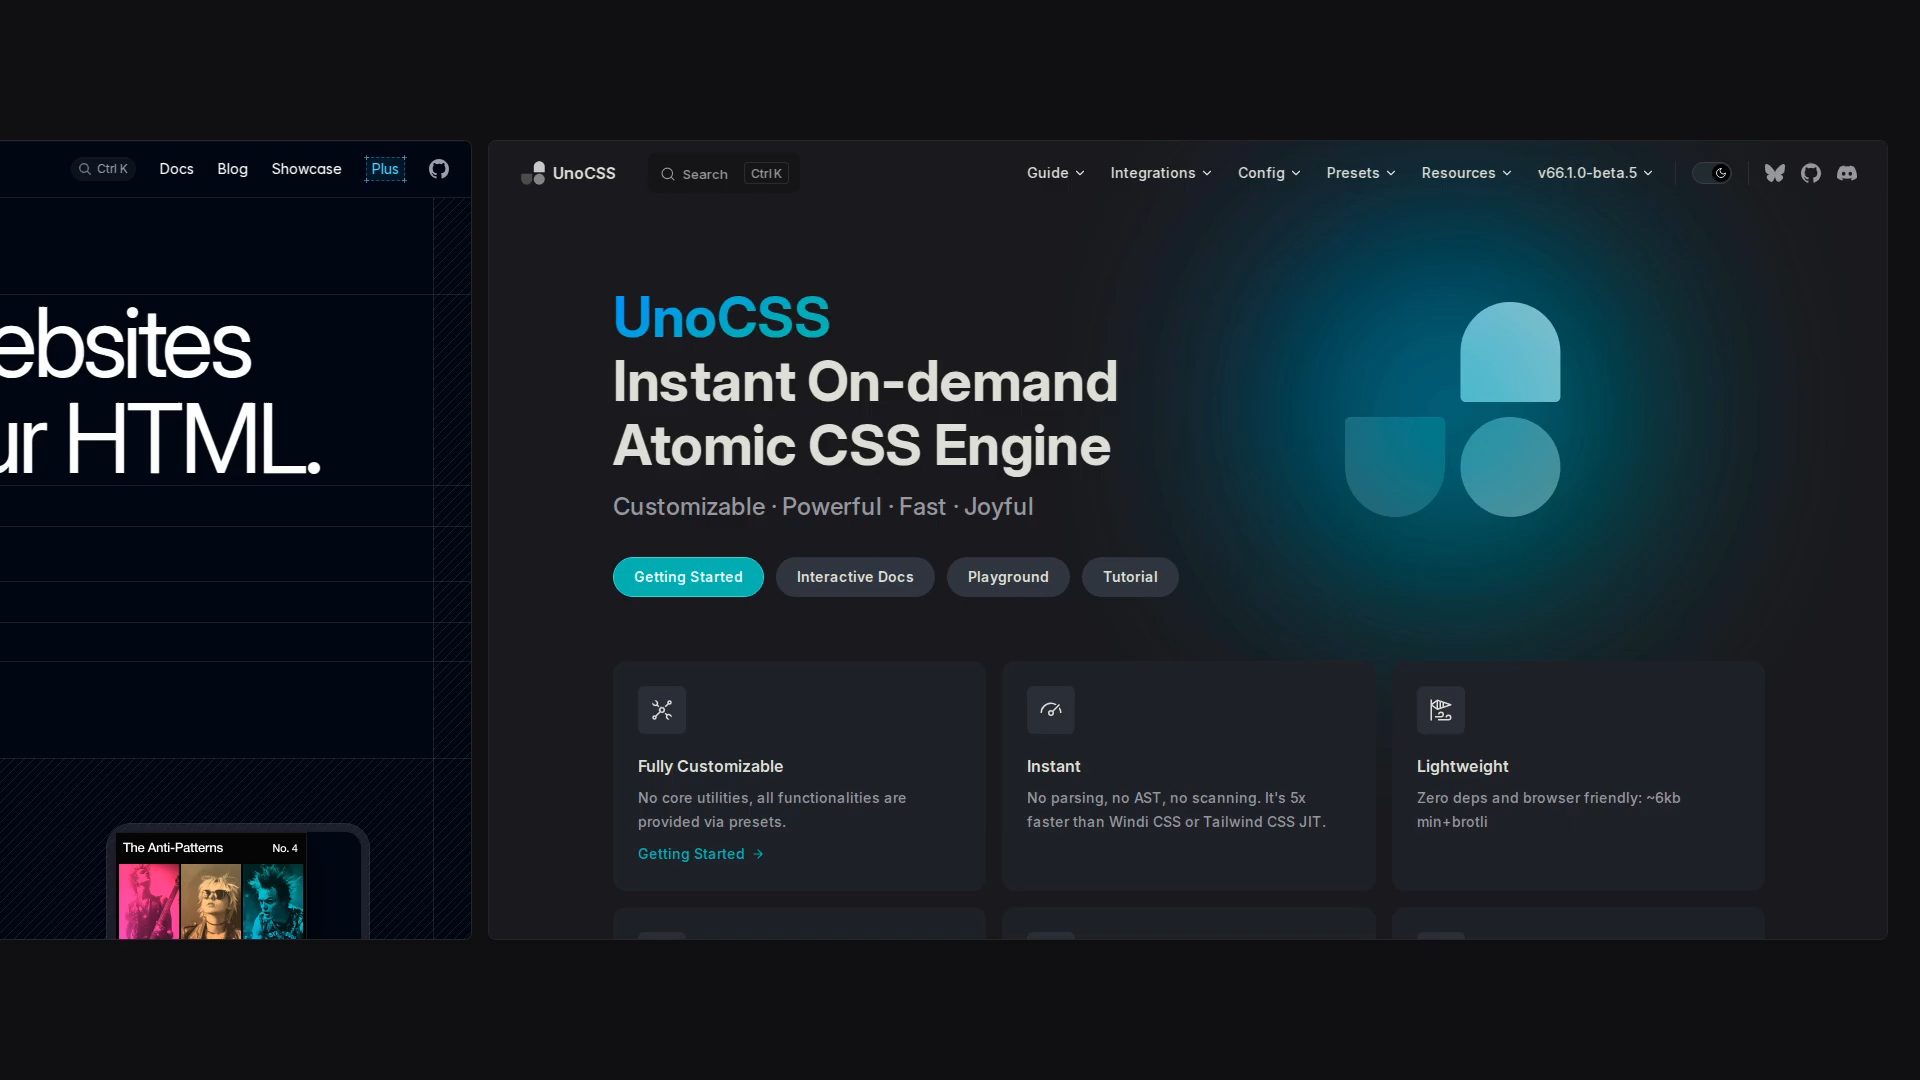 Ctrl K Docs Blog Showcase Plus
ebsites
ur HTML.
The Anti-Patterns No. 4
UnoCSS Search Ctrl K Guide Integrations Config Presets Resources v66.1.0-beta.5
UnoCSS
Instant On-demand
Atomic CSS Engine
Customizable · Powerful · Fast · Joyful
Getting Started Interactive Docs Playground Tutorial
Fully Customizable
No core utilities, all functionalities are
provided via presets.
Getting Started →
Instant
No parsing, no AST, no scanning. It's 5x
faster than Windi CSS or Tailwind CSS JIT.
Lightweight
Zero deps and browser friendly: ~6kb
min+brotli